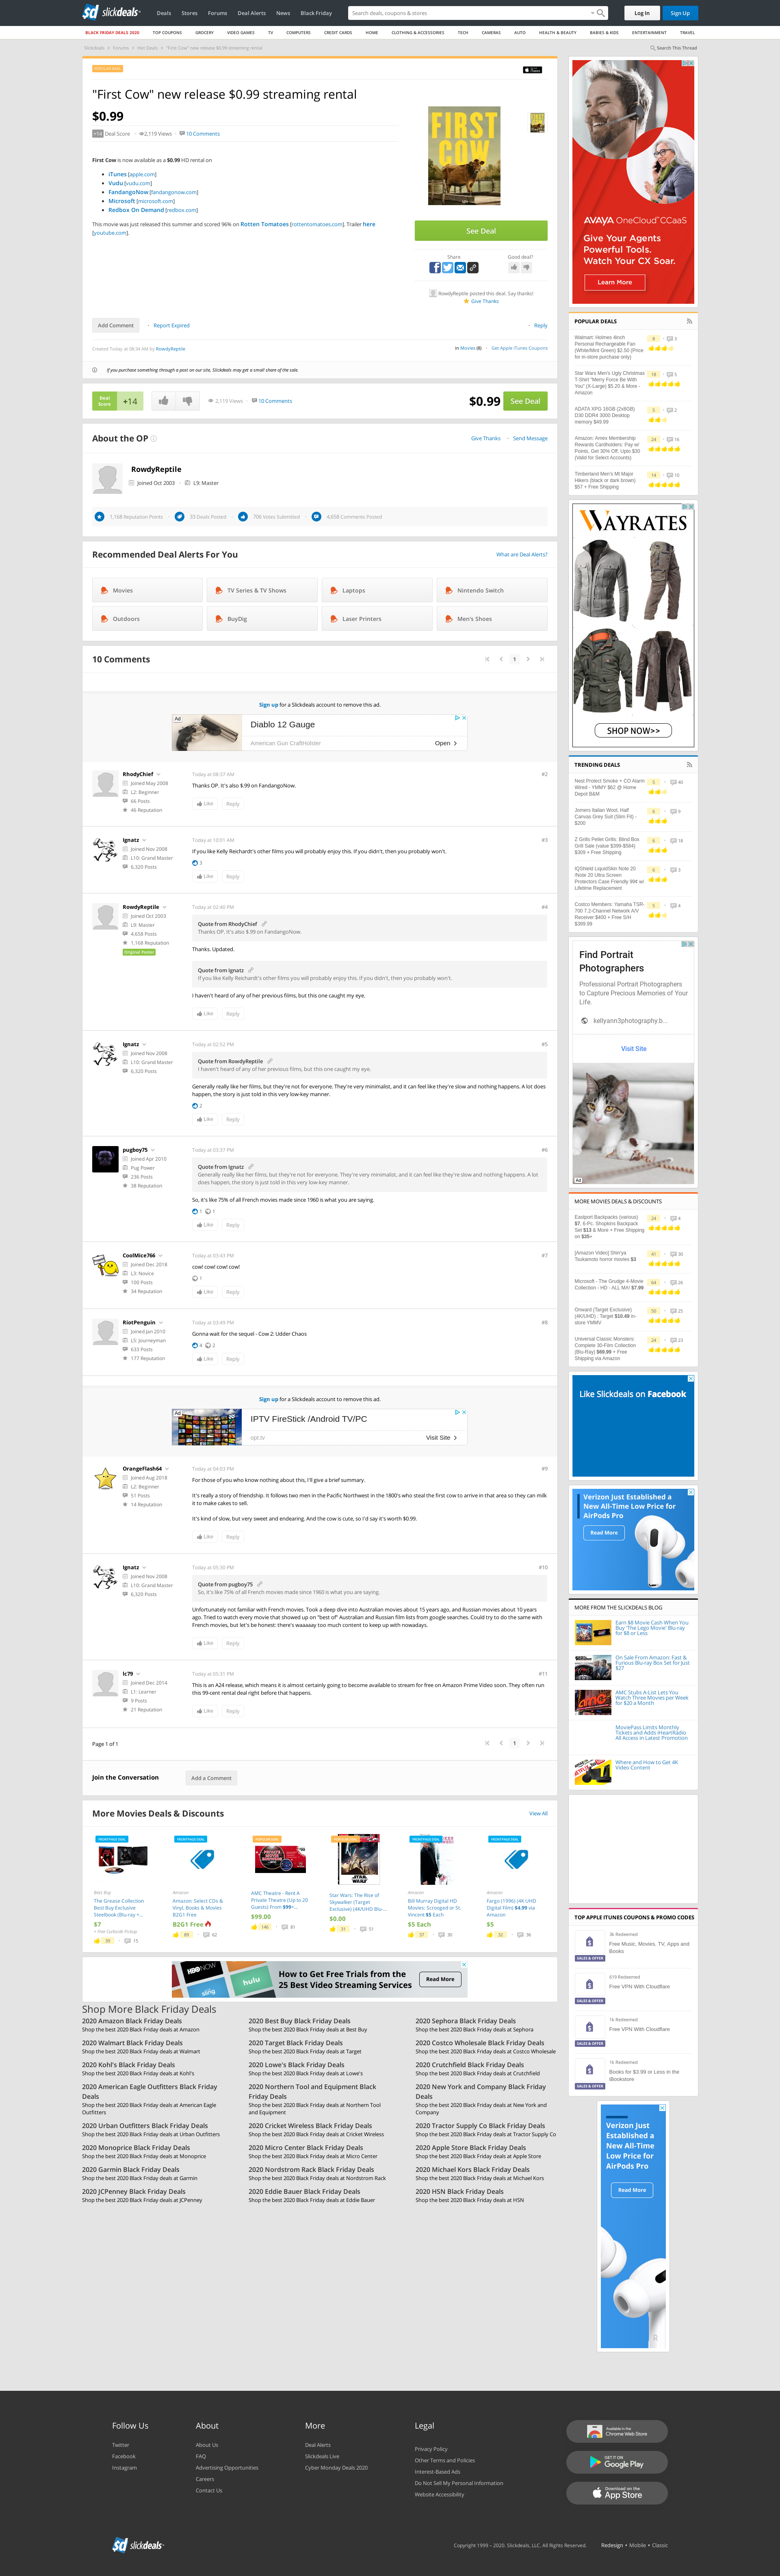 slickdeals
Deals Stores Forums Deal Alerts News Black Friday
Search deals, coupons & stores
Log In Sign Up
BLACK FRIDAY DEALS 2020 TOP COUPONS GROCERY VIDEO GAMES TV COMPUTERS CREDIT CARDS HOME CLOTHING & ACCESSORIES TECH CAMERAS AUTO HEALTH & BEAUTY BABIES & KIDS ENTERTAINMENT TRAVEL
Slickdeals > Forums > Hot Deals > "First Cow" new release $0.99 streaming rental
Search This Thread
POPULAR DEAL
"First Cow" new release $0.99 streaming rental
$0.99
+14 Deal Score 2,119 Views 10 Comments
First Cow is now available as a $0.99 HD rental on
iTunes [apple.com]
Vudu [vudu.com]
FandangoNow [fandangonow.com]
Microsoft [microsoft.com]
Redbox On Demand [redbox.com]
This movie was just released this summer and scored 96% on Rotten Tomatoes [rottentomatoes.com]. Trailer here
[youtube.com].
FIRST
COW
See Deal
Share Good deal?
RowdyReptile posted this deal. Say thanks!
Give Thanks
Add Comment Report Expired Reply
Created Today at 08:34 AM by RowdyReptile
in Movies (8) Get Apple iTunes Coupons
If you purchase something through a post on our site, Slickdeals may get a small share of the sale.
Deal
Score +14 2,119 Views 10 Comments $0.99 See Deal
About the OP
Give Thanks Send Message
RowdyReptile
Joined Oct 2003 L9: Master
1,168 Reputation Points 33 Deals Posted 706 Votes Submitted 4,658 Comments Posted
Recommended Deal Alerts For You
What are Deal Alerts?
Movies TV Series & TV Shows Laptops Nintendo Switch
Outdoors BuyDig Laser Printers Men's Shoes
10 Comments
1
Sign up for a Slickdeals account to remove this ad.
Ad
Diablo 12 Gauge
American Gun CraftHolster
Open
RhodyChief
Joined May 2008
L2: Beginner
66 Posts
46 Reputation
Today at 08:37 AM
#2
Thanks OP. It's also $.99 on FandangoNow.
Like Reply
Ignatz
Joined Nov 2008
L10: Grand Master
6,320 Posts
Today at 10:01 AM
#3
If you like Kelly Reichardt's other films you will probably enjoy this. If you didn't, then you probably won't.
3
Like Reply
RowdyReptile
Joined Oct 2003
L9: Master
4,658 Posts
1,168 Reputation
Original Poster
Today at 02:40 PM
#4
Quote from RhodyChief
Thanks OP. It's also $.99 on FandangoNow.
Thanks. Updated.
Quote from Ignatz
If you like Kelly Reichardt's other films you will probably enjoy this. If you didn't, then you probably won't.
I haven't heard of any of her previous films, but this one caught my eye.
Like Reply
Ignatz
Joined Nov 2008
L10: Grand Master
6,320 Posts
Today at 02:52 PM
#5
Quote from RowdyReptile
I haven't heard of any of her previous films, but this one caught my eye.
Generally really like her films, but they're not for everyone. They're very minimalist, and it can feel like they're slow and nothing happens. A lot does
happen, the story is just told in this very low-key manner.
2
Like Reply
pugboy75
Joined Apr 2010
Pug Power
236 Posts
38 Reputation
Today at 03:37 PM
#6
Quote from Ignatz
Generally really like her films, but they're not for everyone. They're very minimalist, and it can feel like they're slow and nothing happens. A lot
does happen, the story is just told in this very low-key manner.
So, it's like 75% of all French movies made since 1960 is what you are saying.
1 1
Like Reply
CoolMice766
Joined Dec 2018
L3: Novice
100 Posts
34 Reputation
Today at 03:43 PM
#7
cow! cow! cow! cow!
1
Like Reply
RiotPenguin
Joined Jan 2010
L5: Journeyman
633 Posts
177 Reputation
Today at 03:49 PM
#8
Gonna wait for the sequel - Cow 2: Udder Chaos
4 2
Like Reply
Sign up for a Slickdeals account to remove this ad.
Ad
IPTV FireStick /Android TV/PC
opt.tv
Visit Site
OrangeFlash64
Joined Aug 2018
L2: Beginner
51 Posts
14 Reputation
Today at 04:03 PM
#9
For those of you who know nothing about this, I'll give a brief summary.
It's really a story of friendship. It follows two men in the Pacific Northwest in the 1800's who steal the first cow to arrive in that area so they can milk
it to make cakes to sell.
It's kind of slow, but very sweet and endearing. And the cow is cute, so I'd say it's worth $0.99.
Like Reply
Ignatz
Joined Nov 2008
L10: Grand Master
6,320 Posts
Today at 05:30 PM
#10
Quote from pugboy75
So, it's like 75% of all French movies made since 1960 is what you are saying.
Unfortunately not familiar with French movies. Took a deep dive into Australian movies about 15 years ago, and Russian movies about 10 years
ago. Tried to watch every movie that showed up on "best of" Australian and Russian film lists from google searches. Could try to do the same with
French movies, but let's be honest: there's waaaaay too much content to keep up with nowadays.
Like Reply
lc79
Joined Dec 2014
L1: Learner
9 Posts
21 Reputation
Today at 05:31 PM
#11
This is an A24 release, which means it is almost certainly going to become available to stream for free on Amazon Prime Video soon. They often run
this 99-cent rental deal right before that happens.
Like Reply
Page 1 of 1
1
Join the Conversation Add a Comment
More Movies Deals & Discounts
View All
FRONTPAGE DEAL
Best Buy
The Grease Collection
Best Buy Exclusive
Steelbook (Blu-ray +...
$7
+ Free Curbside Pickup
39 15
FRONTPAGE DEAL
Amazon
Amazon: Select CDs &
Vinyl, Books & Movies
B2G1 Free
B2G1 Free
89 62
POPULAR DEAL
AMC Theatre - Rent A
Private Theatre (Up to 20
Guests) From $99+...
$99.00
146 81
STAR
WARS
Star Wars: The Rise of
Skywalker (Target
Exclusive) (4K/UHD Blu-...
$0.00
31 51
FRONTPAGE DEAL
Amazon
Bill Murray Digital HD
Movies: Scrooged or St.
Vincent $5 Each
$5 Each
37 30
FRONTPAGE DEAL
Amazon
Fargo (1996) (4K UHD
Digital Film) $4.99 via
Amazon
$5
32 36
hulu
sling
How to Get Free Trials from the
25 Best Video Streaming Services
Read More
Shop More Black Friday Deals
2020 Amazon Black Friday Deals
Shop the best 2020 Black Friday deals at Amazon
2020 Best Buy Black Friday Deals
Shop the best 2020 Black Friday deals at Best Buy
2020 Sephora Black Friday Deals
Shop the best 2020 Black Friday deals at Sephora
2020 Walmart Black Friday Deals
Shop the best 2020 Black Friday deals at Walmart
2020 Target Black Friday Deals
Shop the best 2020 Black Friday deals at Target
2020 Costco Wholesale Black Friday Deals
Shop the best 2020 Black Friday deals at Costco Wholesale
2020 Kohl's Black Friday Deals
Shop the best 2020 Black Friday deals at Kohl's
2020 Lowe's Black Friday Deals
Shop the best 2020 Black Friday deals at Lowe's
2020 Crutchfield Black Friday Deals
Shop the best 2020 Black Friday deals at Crutchfield
2020 American Eagle Outfitters Black Friday
Deals
Shop the best 2020 Black Friday deals at American Eagle
Outfitters
2020 Northern Tool and Equipment Black
Friday Deals
Shop the best 2020 Black Friday deals at Northern Tool
and Equipment
2020 New York and Company Black Friday
Deals
Shop the best 2020 Black Friday deals at New York and
Company
2020 Urban Outfitters Black Friday Deals
Shop the best 2020 Black Friday deals at Urban Outfitters
2020 Cricket Wireless Black Friday Deals
Shop the best 2020 Black Friday deals at Cricket Wireless
2020 Tractor Supply Co Black Friday Deals
Shop the best 2020 Black Friday deals at Tractor Supply Co
2020 Monoprice Black Friday Deals
Shop the best 2020 Black Friday deals at Monoprice
2020 Micro Center Black Friday Deals
Shop the best 2020 Black Friday deals at Micro Center
2020 Apple Store Black Friday Deals
Shop the best 2020 Black Friday deals at Apple Store
2020 Garmin Black Friday Deals
Shop the best 2020 Black Friday deals at Garmin
2020 Nordstrom Rack Black Friday Deals
Shop the best 2020 Black Friday deals at Nordstrom Rack
2020 Michael Kors Black Friday Deals
Shop the best 2020 Black Friday deals at Michael Kors
2020 JCPenney Black Friday Deals
Shop the best 2020 Black Friday deals at JCPenney
2020 Eddie Bauer Black Friday Deals
Shop the best 2020 Black Friday deals at Eddie Bauer
2020 HSN Black Friday Deals
Shop the best 2020 Black Friday deals at HSN
AVAYA OneCloud CCaaS
Give Your Agents
Powerful Tools.
Watch Your CX Soar.
Learn More
POPULAR DEALS
Walmart: Holmes 4inch
Personal Rechargeable Fan
(White/Mint Green) $2.50 (Price
for in-store purchase only)
8 3
Star Wars Men's Ugly Christmas
T-Shirt "Merry Force Be With
You" (X-Large) $5.20 & More -
Amazon
18 5
ADATA XPG 16GB (2x8GB)
D30 DDR4 3000 Desktop
memory $49.99
5 2
Amazon: Amex Membership
Rewards Cardholders: Pay w/
Points, Get 30% Off, Upto $30
(Valid for Select Accounts)
24 16
Timberland Men's Mt Major
Hikers (black or dark brown)
$57 + Free Shipping
14 10
WAYRATES
SHOP NOW>>
TRENDING DEALS
Nest Protect Smoke + CO Alarm
Wired - YMMV $62 @ Home
Depot B&M
5 40
Jomers Italian Wool, Half
Canvas Grey Suit (Slim Fit) -
$200
6 9
Z Grills Pellet Grills: Blind Box
Grill Sale (value $399-$584)
$309 + Free Shipping
6 18
IQShield LiquidSkin Note 20
/Note 20 Ultra Screen
Protectors Case Friendly 99¢ w/
Lifetime Replacement
6 3
Costco Members: Yamaha TSR-
700 7.2-Channel Network A/V
Receiver $400 + Free S/H
$399.99
5 4
Find Portrait
Photographers
Professional Portrait Photographers
to Capture Precious Memories of Your
Life.
kellyann3photography.b...
Visit Site
Ad
MORE MOVIES DEALS & DISCOUNTS
Eastport Backpacks (various)
$7, 6-Pc. Shopkins Backpack
Set $13 & More + Free Shipping
on $35+
24 4
[Amazon Video] Shin'ya
Tsukamoto horror movies $3
41 30
Microsoft - The Grudge 4-Movie
Collection - HD - ALL MA! $7.99
64 26
Onward (Target Exclusive)
(4K/UHD) : Target $10.49 in-
store YMMV
50 25
Universal Classic Monsters:
Complete 30-Film Collection
(Blu-Ray) $69.99 + Free
Shipping via Amazon
24 23
Like Slickdeals on Facebook
Verizon Just Established a
New All-Time Low Price for
AirPods Pro
Read More
MORE FROM THE SLICKDEALS BLOG
Earn $8 Movie Cash When You
Buy 'The Lego Movie' Blu-ray
for $8 or Less
On Sale From Amazon: Fast &
Furious Blu-ray Box Set for Just
$27
AMC Stubs A-List Lets You
Watch Three Movies per Week
for $20 a Month
MoviePass Limits Monthly
Tickets and Adds iHeartRadio
All Access in Latest Promotion
Where and How to Get 4K
Video Content
TOP APPLE ITUNES COUPONS & PROMO CODES
SALES & OFFER
3k Redeemed
Free Music, Movies, TV, Apps and
Books
SALES & OFFER
619 Redeemed
Free VPN With Cloudflare
SALES & OFFER
1k Redeemed
Free VPN With Cloudflare
SALES & OFFER
1k Redeemed
Books for $3.99 or Less in the
iBookstore
Verizon Just
Established a
New All-Time
Low Price for
AirPods Pro
Read More
Follow Us
Twitter
Facebook
Instagram
About
About Us
FAQ
Advertising Opportunities
Careers
Contact Us
More
Deal Alerts
Slickdeals Live
Cyber Monday Deals 2020
Legal
Privacy Policy
Other Terms and Policies
Interest-Based Ads
Do Not Sell My Personal Information
Website Accessibility
Available in the
Chrome Web Store
GET IT ON
Google Play
Download on the
App Store
slickdeals
Copyright 1999 - 2020. Slickdeals, LLC. All Rights Reserved. Redesign • Mobile • Classic